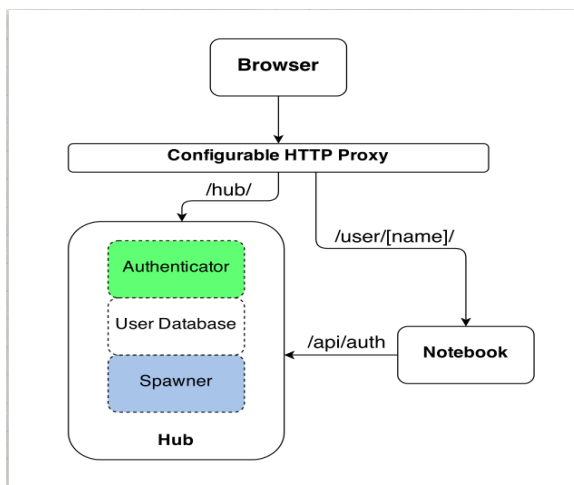 Browser
Configurable HTTP Proxy
/hub/
/user/[name]/
Authenticator
User Database
/api/auth
Notebook
Spawner
Hub